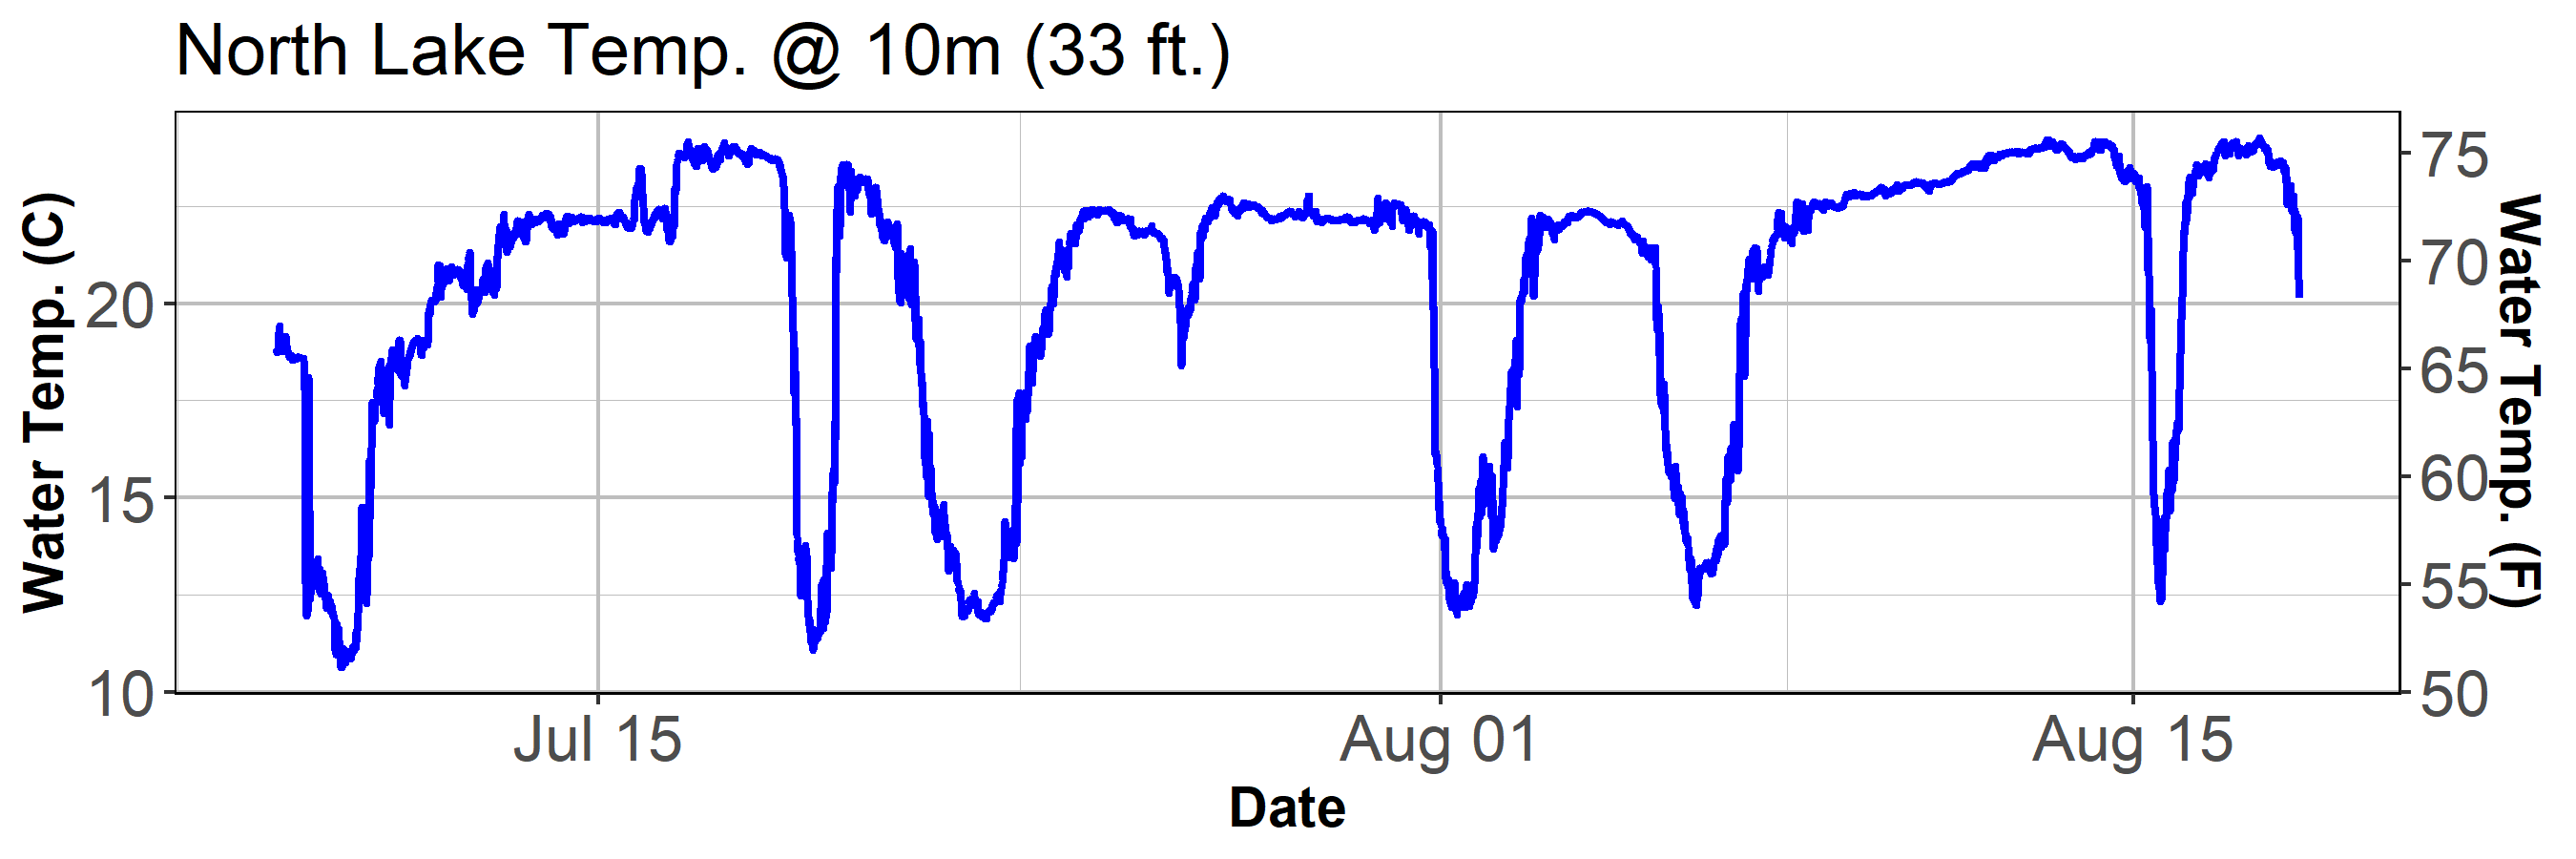 North Lake Temp. @ 10m (33 ft.)
Water Temp. (C)
20
15
10
75
70
65
60
55
50
Water Temp. (F)
Jul 15
Aug 01
Aug 15
Date